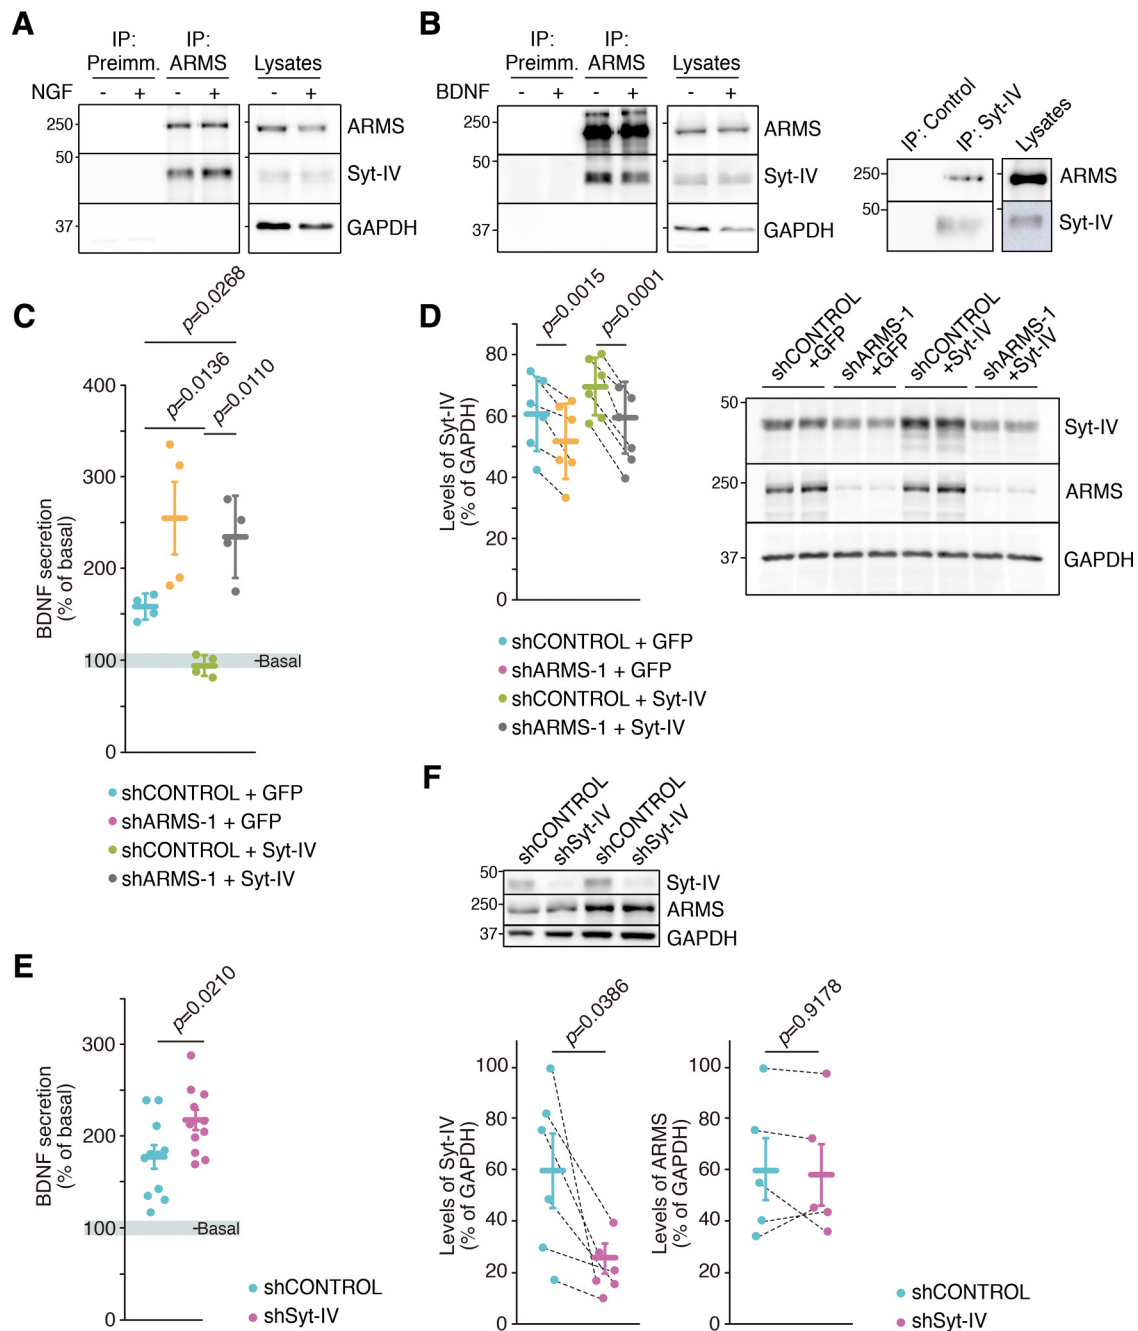 A
IP:
Preimm.
IP:
ARMS
Lysates
NGF - + - + - +
250
50
37
ARMS
Syt-IV
GAPDH
B
IP:
Preimm.
IP:
ARMS
Lysates
BDNF - + - + - +
250
50
37
ARMS
Syt-IV
GAPDH
IP: Control
IP: Syt-IV
Lysates
250
50
ARMS
Syt-IV
C
p=0.0268
p=0.0136
p=0.0110
BDNF secretion
(% of basal)
400
300
200
100
0
Basal
shCONTROL + GFP
shARMS-1 + GFP
shCONTROL + Syt-IV
shARMS-1 + Syt-IV
D
p=0.0015
p=0.0001
Levels of Syt-IV
(% of GAPDH)
80
60
40
20
0
shCONTROL + GFP
shARMS-1 + GFP
shCONTROL + Syt-IV
shARMS-1 + Syt-IV
shCONTROL
+GFP
shARMS-1
+GFP
shCONTROL
+Syt-IV
shARMS-1
+Syt-IV
50
250
37
Syt-IV
ARMS
GAPDH
E
p=0.0210
BDNF secretion
(% of basal)
300
200
100
0
Basal
shCONTROL
shSyt-IV
F
shCONTROL
shSyt-IV
shCONTROL
shSyt-IV
50
250
37
Syt-IV
ARMS
GAPDH
p=0.0386
Levels of Syt-IV
(% of GAPDH)
100
80
60
40
20
0
p=0.9178
Levels of ARMS
(% of GAPDH)
100
80
60
40
20
0
shCONTROL
shSyt-IV